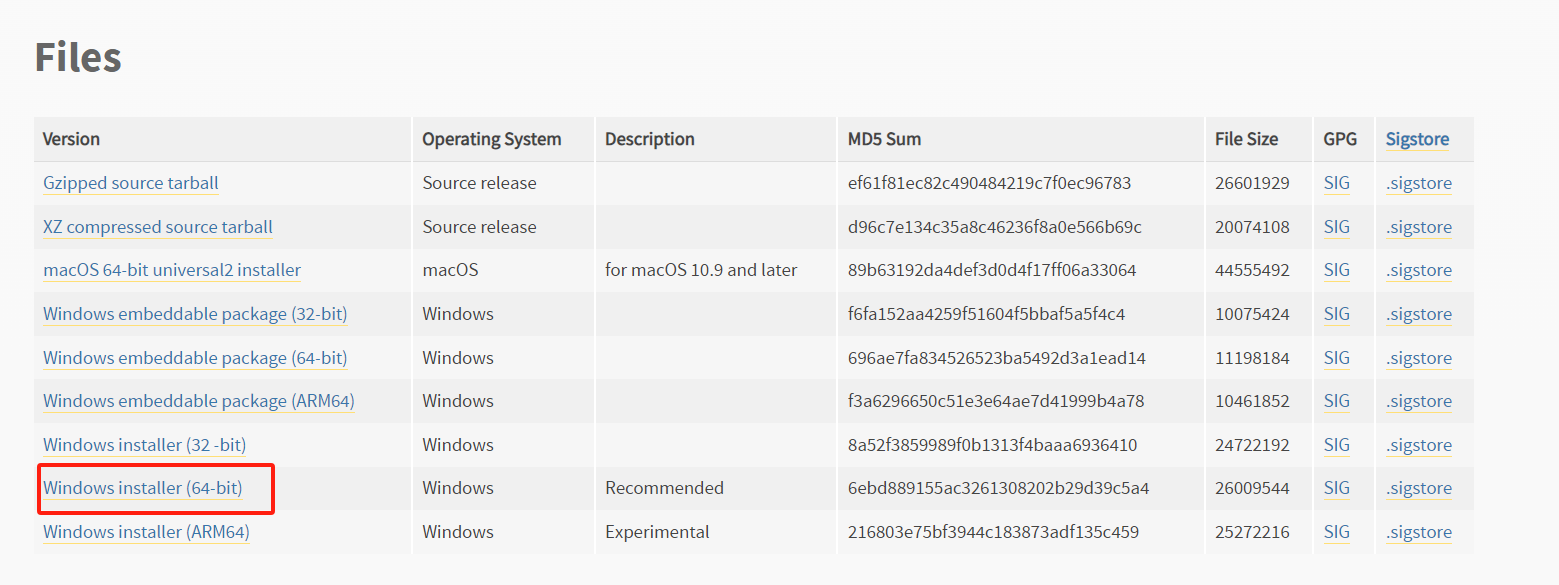 Files
Version Operating System Description MD5 Sum File Size GPG Sigstore
Gzipped source tarball Source release ef61f81ec82c490484219c7f0ec96783 26601929 SIG .sigstore
XZ compressed source tarball Source release d96c7e134c35a8c46236f8a0e566b69c 20074108 SIG .sigstore
macOS 64-bit universal2 installer macOS for macOS 10.9 and later 89b63192da4def3d0d4f17ff06a33064 44555492 SIG .sigstore
Windows embeddable package (32-bit) Windows f6fa152aa4259f51604f5bbaf5a5f4c4 10075424 SIG .sigstore
Windows embeddable package (64-bit) Windows 696ae7fa834526523ba5492d3a1ead14 11198184 SIG .sigstore
Windows embeddable package (ARM64) Windows f3a6296650c51e3e64ae7d41999b4a78 10461852 SIG .sigstore
Windows installer (32 -bit) Windows 8a52f3859989f0b1313f4baaa6936410 24722192 SIG .sigstore
Windows installer (64-bit) Windows Recommended 6ebd889155ac3261308202b29d39c5a4 26009544 SIG .sigstore
Windows installer (ARM64) Windows Experimental 216803e75bf3944c183873adf135c459 25272216 SIG .sigstore